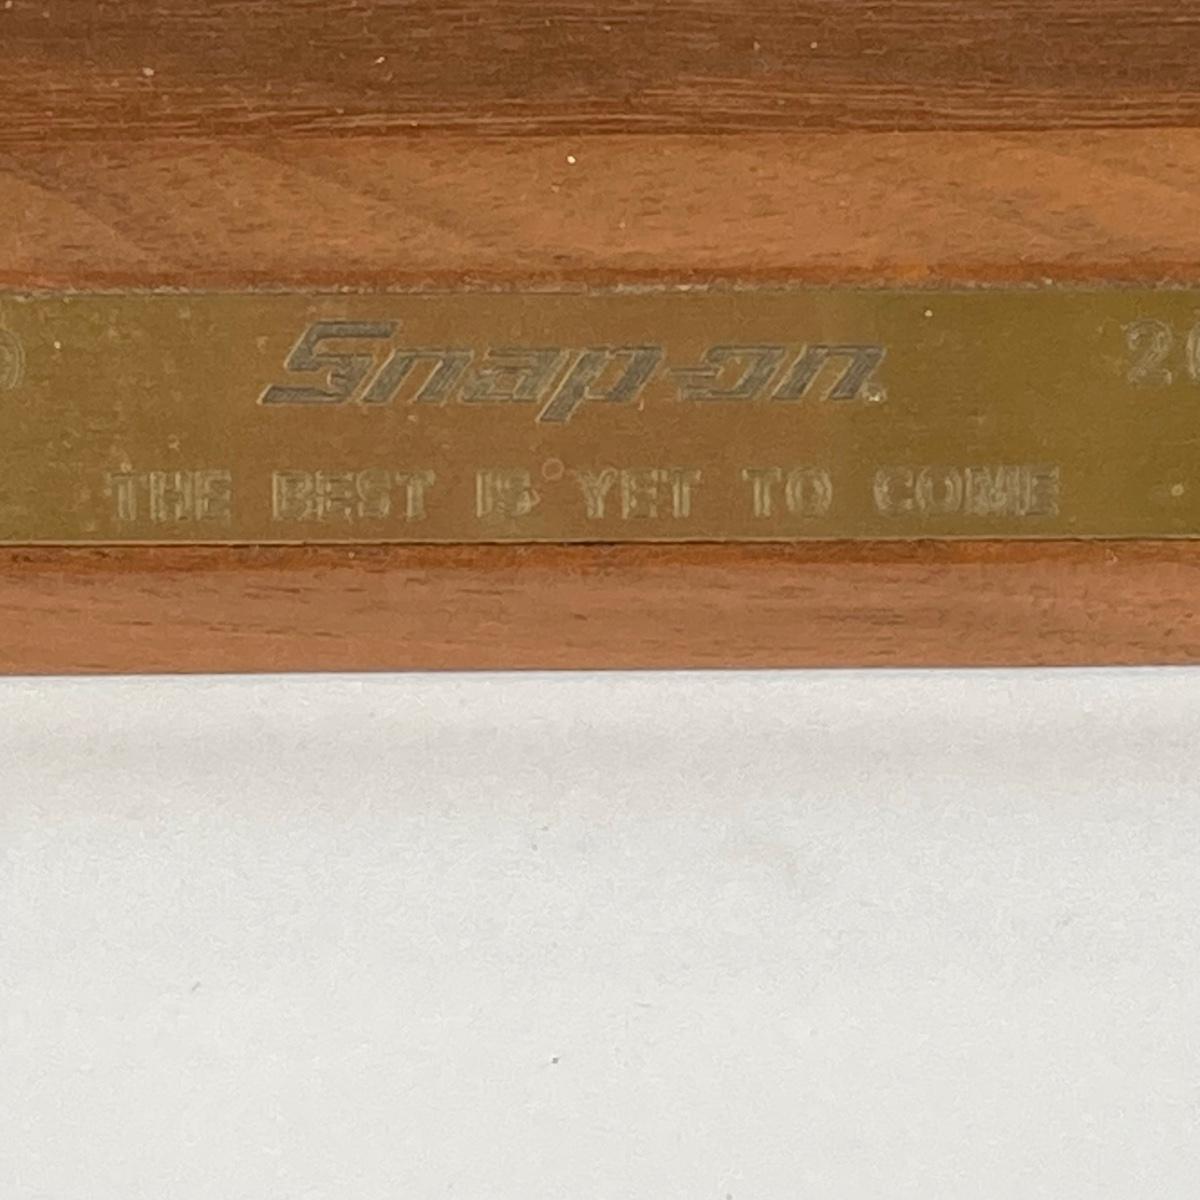 Snap-on
THE BEST IS YET TO COME